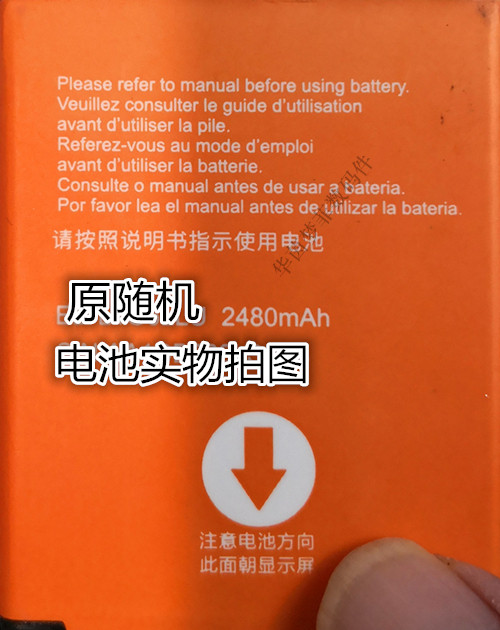 Please refer to manual before using battery.
Veuillez consulter le guide d'utilisation
avant d'utiliser la pile.
Referez-vous au mode d'emploi
avant d'utiliser la batterie.
Consulte o manual antes de usar a bateria.
Por favor lea el manual antes de utilizar la bateria.
请按照说明书指示使用电池
原随机
2480mAh
电池实物拍图
注意电池方向
此面朝显示屏